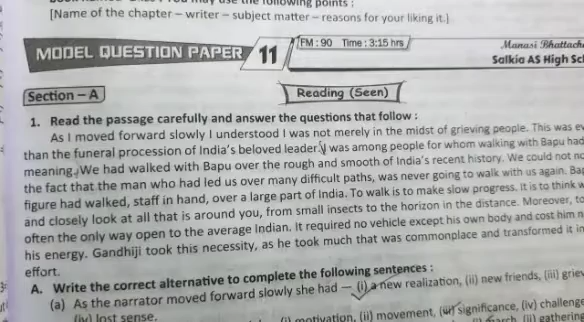 the following points :
[Name of the chapter – writer – subject matter – reasons for your liking it.]
MODEL QUESTION PAPER 11
FM : 90 Time : 3:15 hrs
Manasi
Salkia AS High
Section – A
Reading (Seen)
1. Read the passage carefully and answer the questions that follow :
As I moved forward slowly I understood I was not merely in the midst of grieving people. This was
than the funeral procession of India's beloved leader. I was among people for whom walking with Bapu had
meaning. We had walked with Bapu over the rough and smooth of India's recent history. We could not
the fact that the man who had led us over many difficult paths, was never going to walk with us again.
figure had walked, staff in hand, over a large part of India. To walk is to make slow progress. It is to think
and closely look at all that is around you, from small insects to the horizon in the distance. Moreover,
often the only way open to the average Indian. It required no vehicle except his own body and cost him
his energy. Gandhiji took this necessity, as he took much that was commonplace and transformed it
effort.
A. Write the correct alternative to complete the following sentences :
(a) As the narrator moved forward slowly she had — (i) a new realization, (ii) new friends, (iii)
(iv) lost sense.
(i) motivation, (ii) movement, (iii) significance, (iv)
(ii)